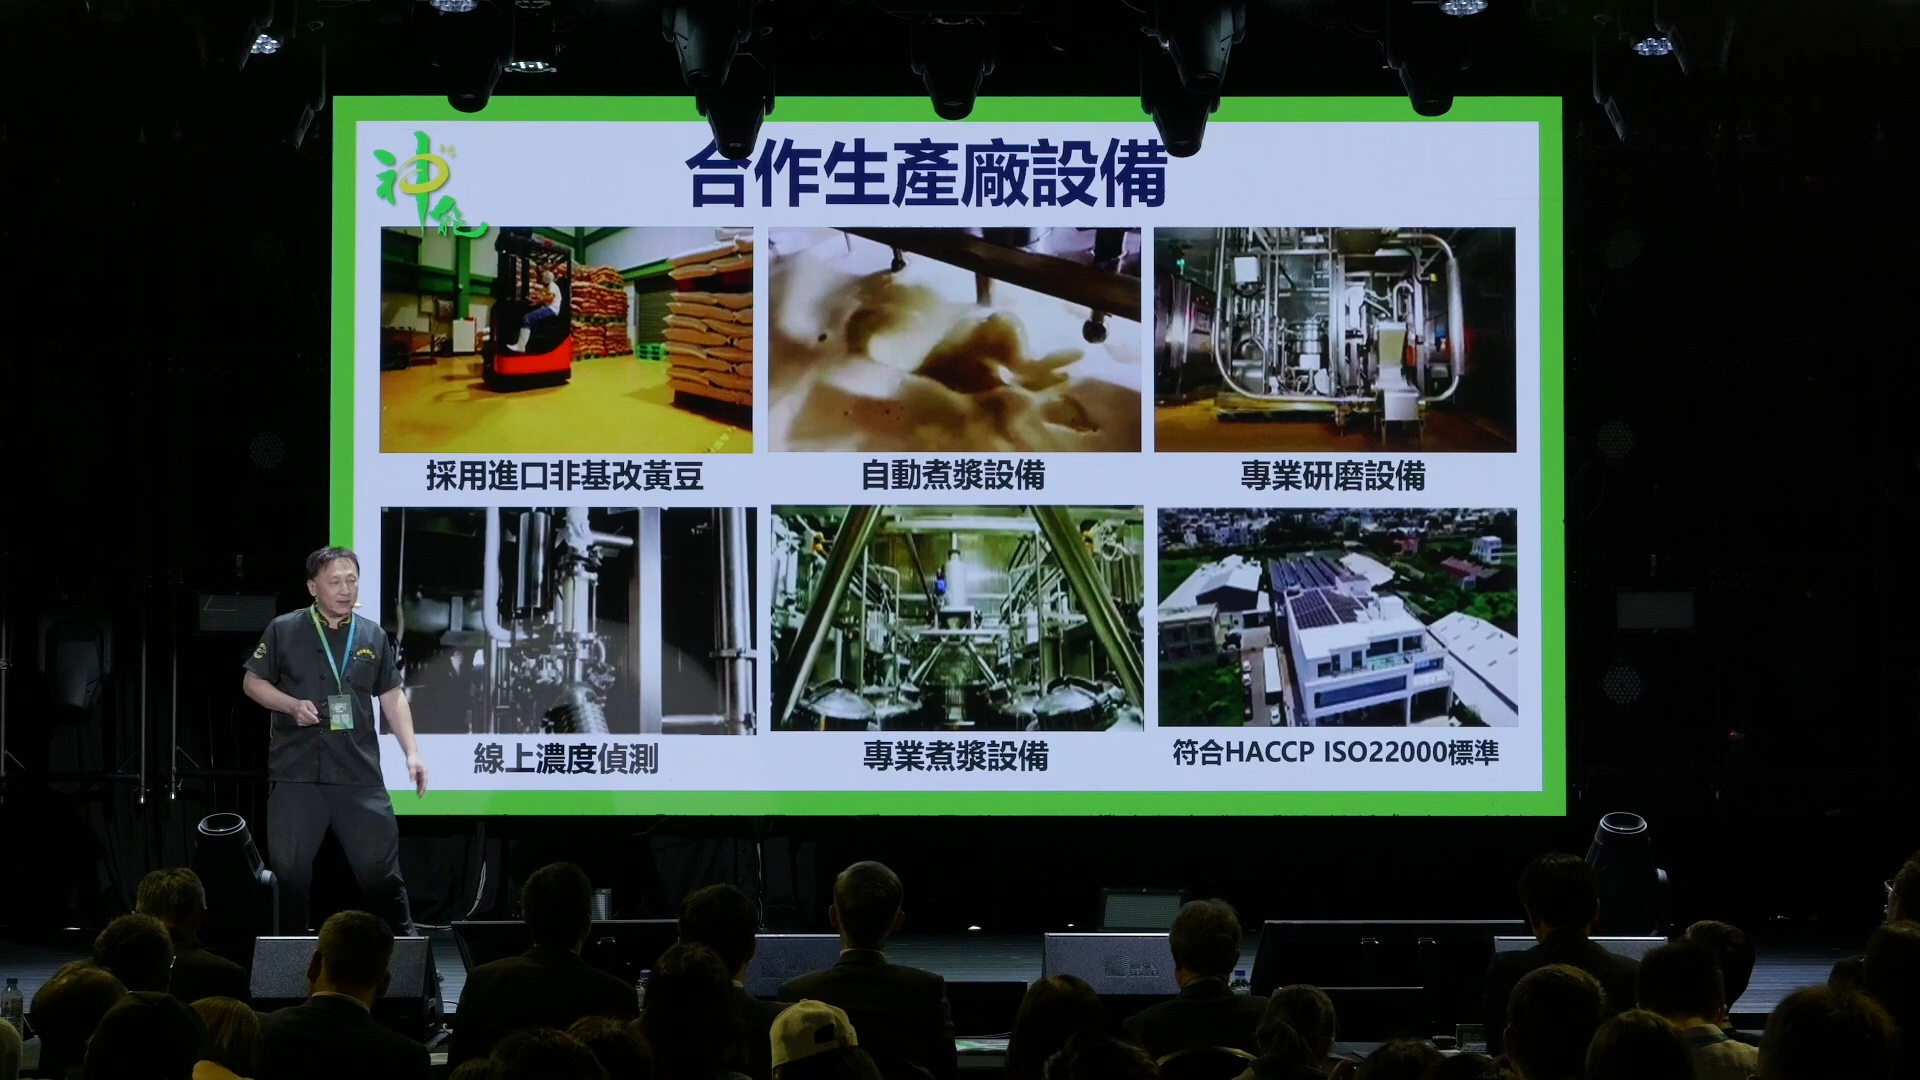 神能
合作生產廠設備
採用進口非基改黃豆
自動煮漿設備
專業研磨設備
線上濃度偵測
專業煮漿設備
符合HACCP ISO22000標準